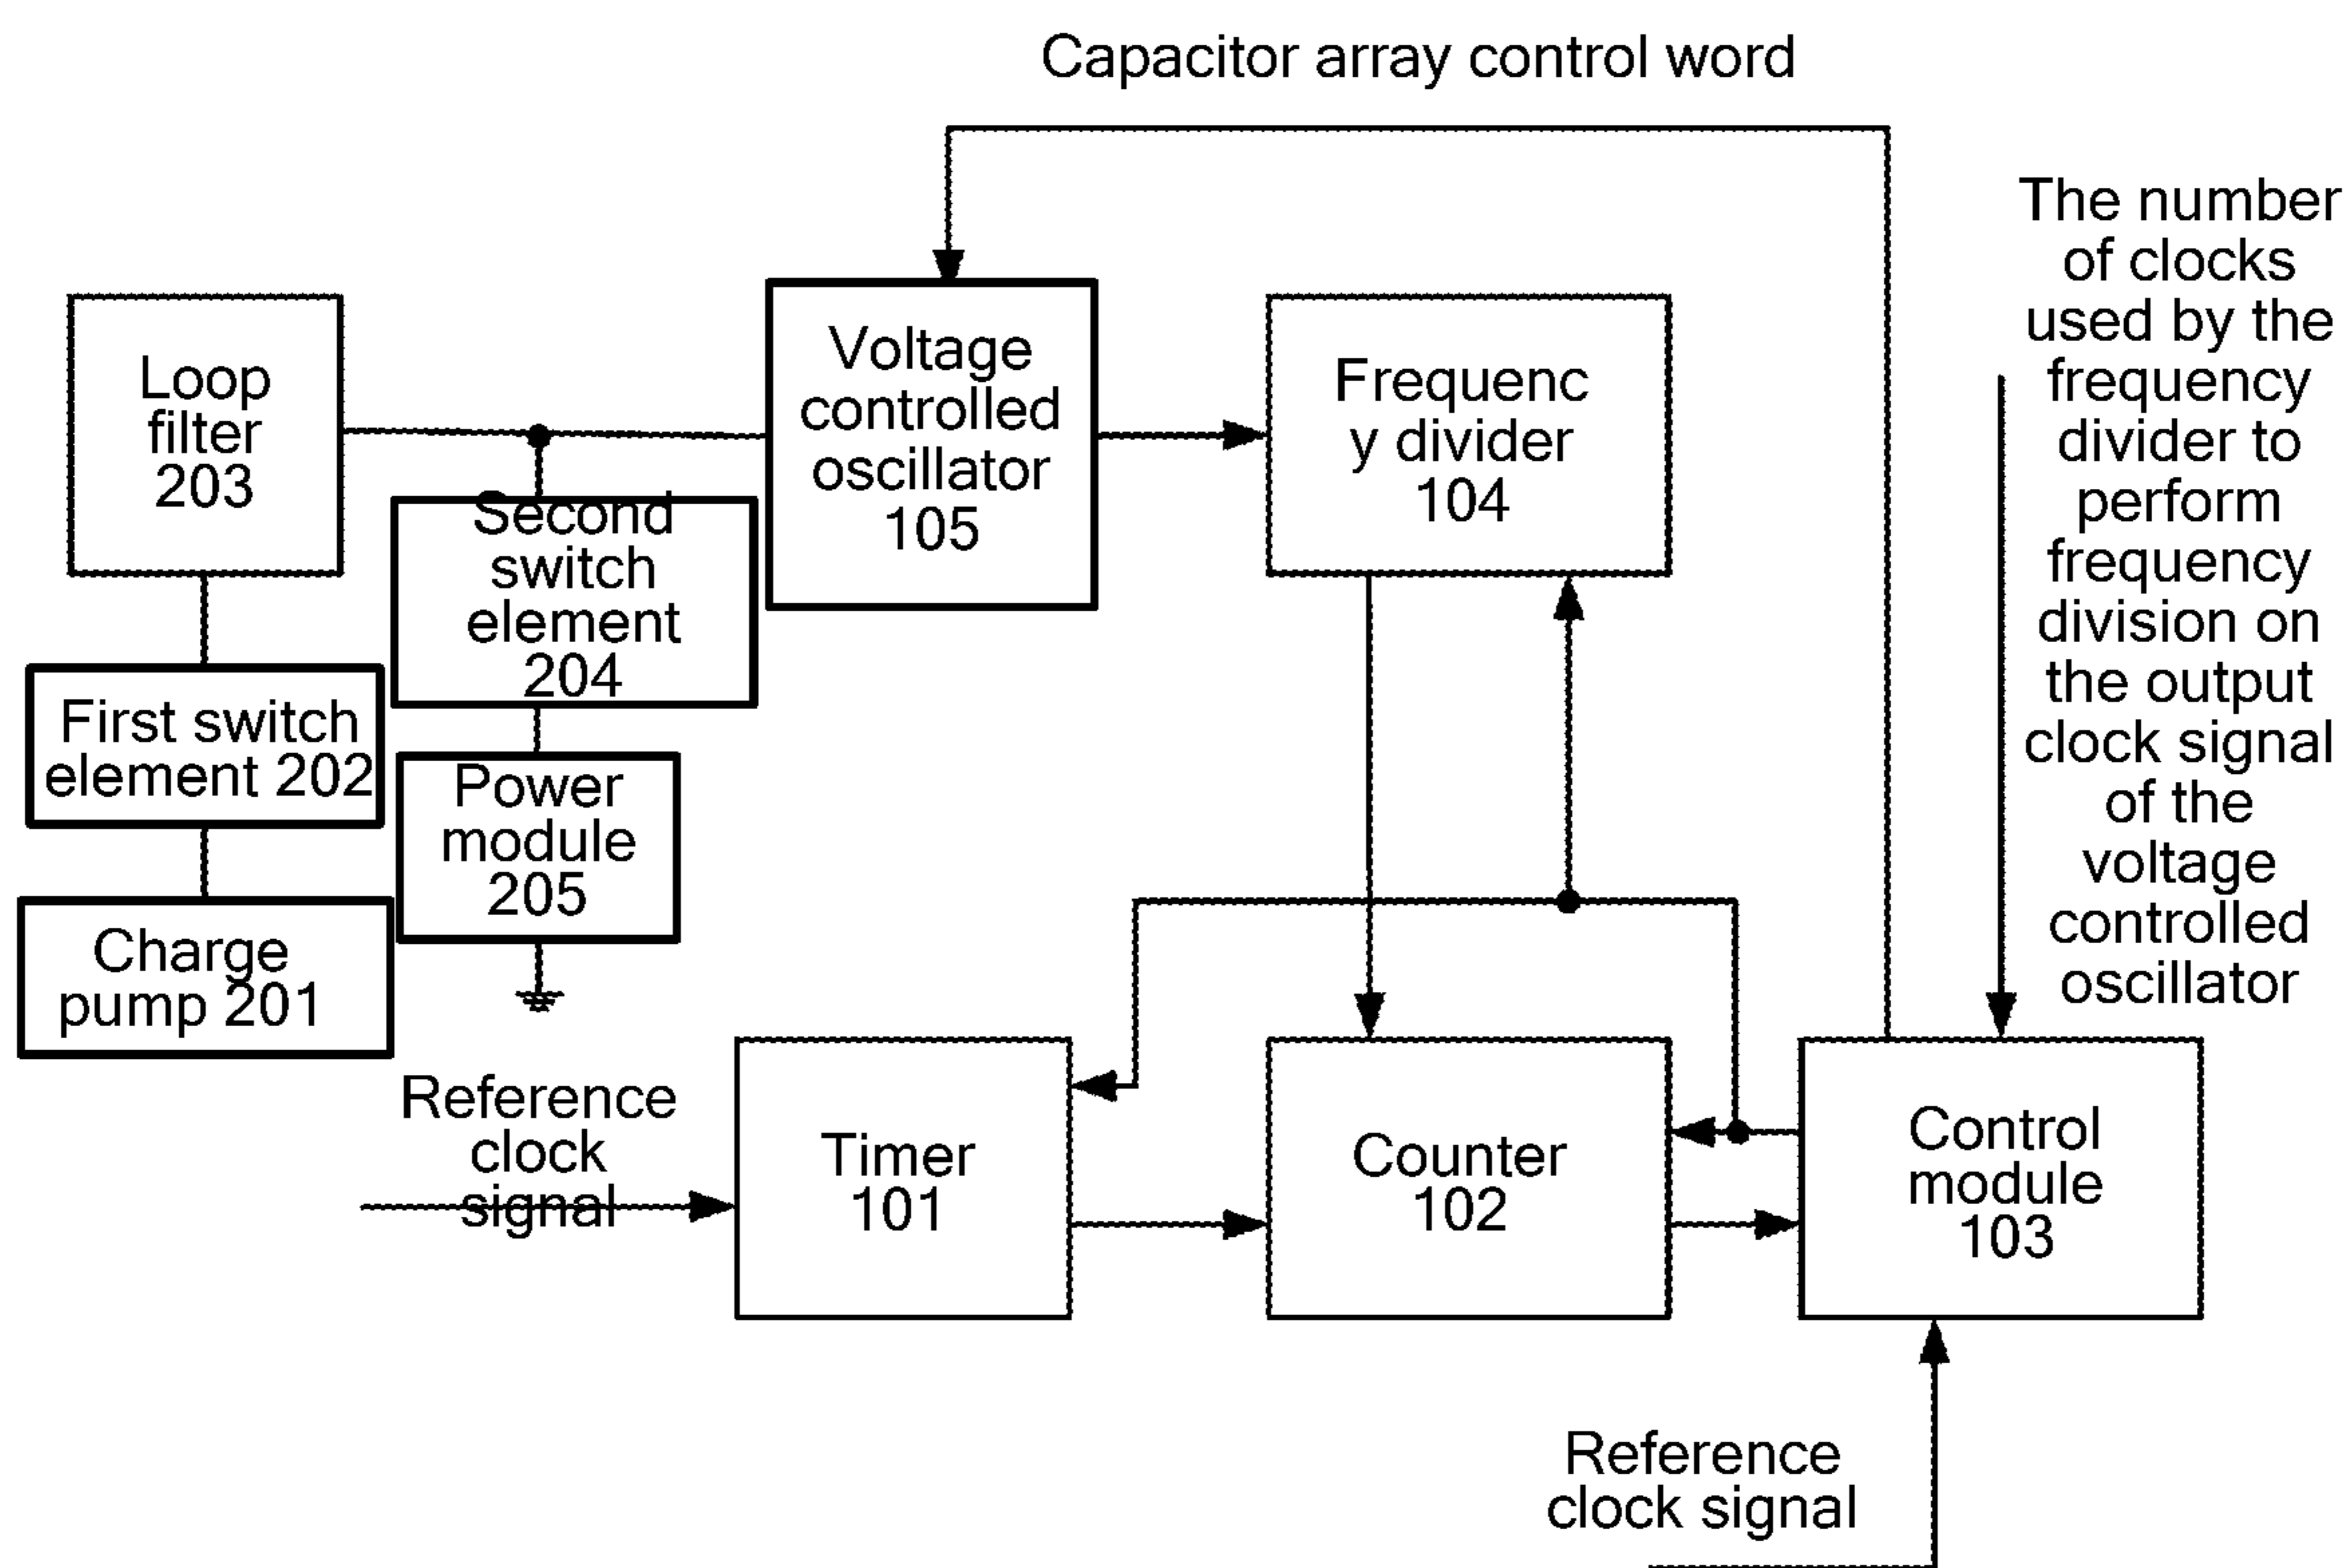 Capacitor array control word
The number
of clocks
used by the
frequency
divider to
perform
frequency
division on
the output
clock signal
of the
voltage
controlled
oscillator
Loop
filter
203
Voltage
controlled
oscillator
105
Frequenc
y divider
104
Second
switch
element
204
First switch
element 202
Power
module
205
Charge
pump 201
Reference
clock
signal
Timer
101
Counter
102
Control
module
103
Reference
clock signal